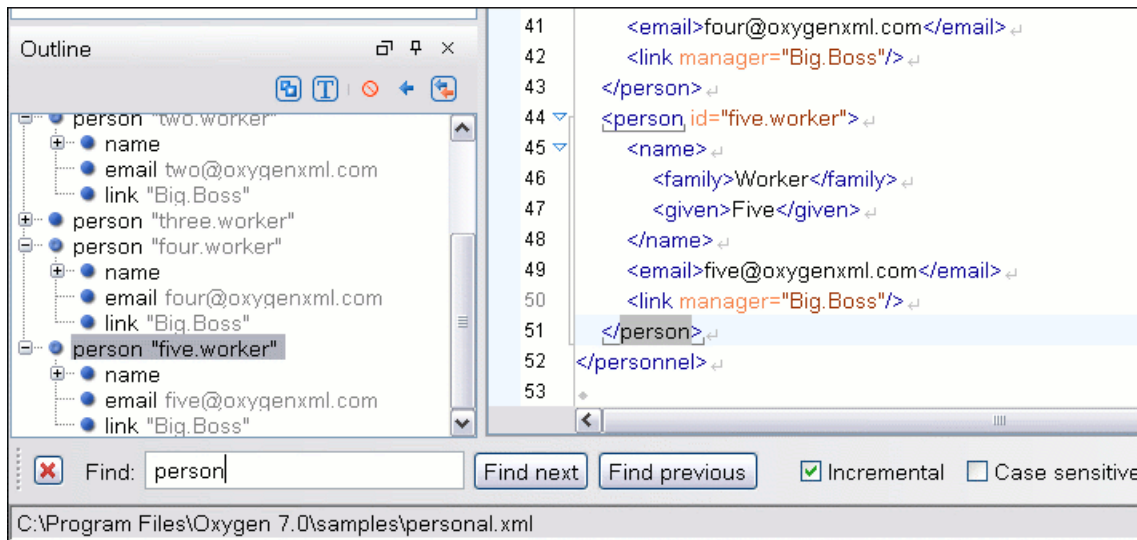 Outline
person "two.worker"
name
email two@oxygenxml.com
link "Big.Boss"
person "three.worker"
person "four.worker"
name
email four@oxygenxml.com
link "Big.Boss"
person "five.worker"
name
email five@oxygenxml.com
link "Big.Boss"
41 <email>four@oxygenxml.com</email>
42 <link manager="Big.Boss"/>
43 </person>
44 <person id="five.worker">
45 <name>
46 <family>Worker</family>
47 <given>Five</given>
48 </name>
49 <email>five@oxygenxml.com</email>
50 <link manager="Big.Boss"/>
51 </person>
52 </personnel>
53
Find: person Find next Find previous Incremental Case sensitive
C:\Program Files\Oxygen 7.0\samples\personal.xml